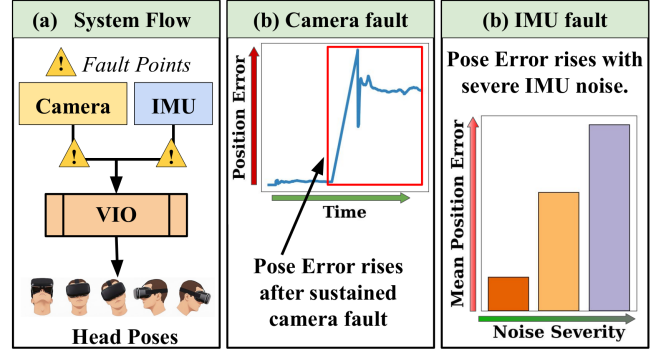 (a) System Flow
! Fault Points
Camera
IMU
!
!
VIO
Head Poses
(b) Camera fault
Position Error
Time
Pose Error rises
after sustained
camera fault
(b) IMU fault
Pose Error rises with
severe IMU noise.
Mean Position Error
Noise Severity